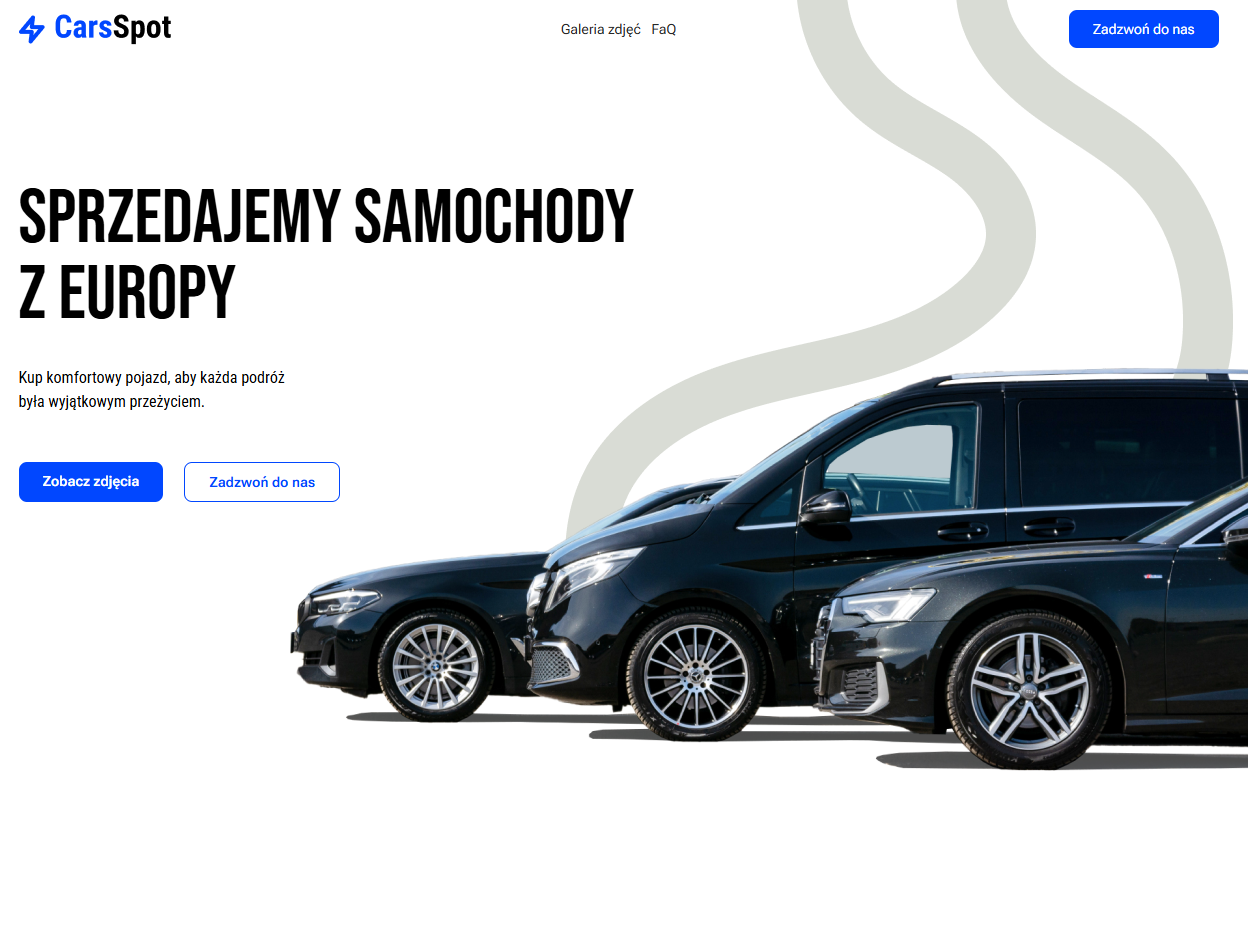 CarsSpot
Galeria zdjęć FaQ
Zadzwoń do nas
SPRZEDAJEMY SAMOCHODY
Z EUROPY
Kup komfortowy pojazd, aby każda podróż
była wyjątkowym przeżyciem.
Zobacz zdjęcia
Zadzwoń do nas